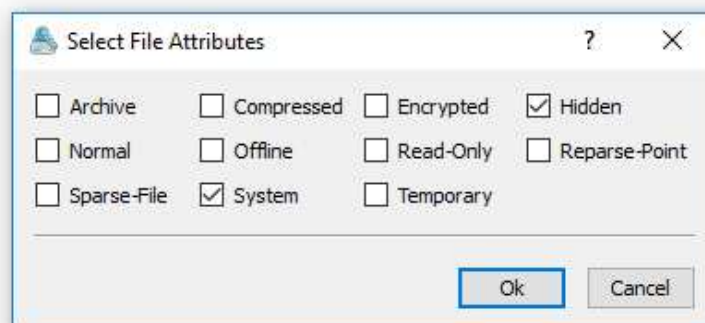 Select File Attributes ?
Archive Compressed Encrypted Hidden
Normal Offline Read-Only Reparse-Point
Sparse-File System Temporary
Ok Cancel